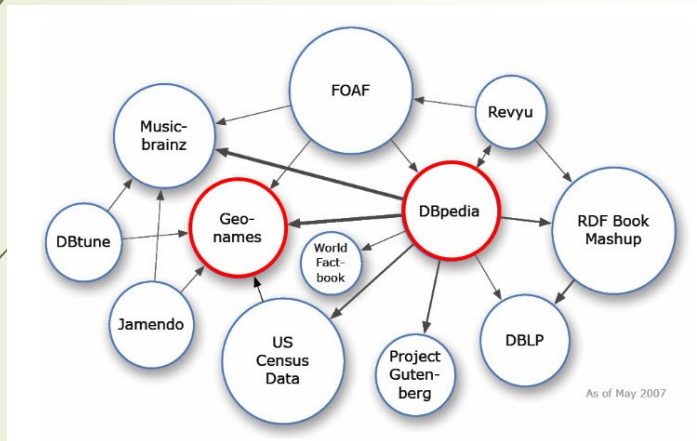 FOAF
Music-
brainz
Revyu
Geo-
names
DBpedia
RDF Book
Mashup
DBtune
World
Fact-
book
Jamendo
US
Census
Data
Project
Guten-
berg
DBLP
As of May 2007